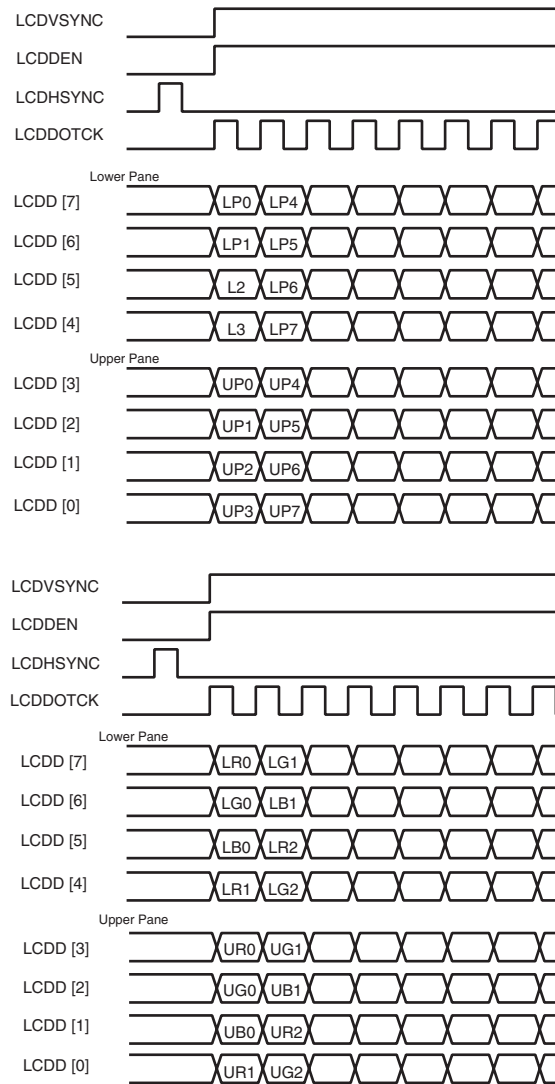 LCDVSYNC
LCDDEN
LCDHSYNC
LCDDOTCK
Lower Pane
LCDD [7] LP0 LP4
LCDD [6] LP1 LP5
LCDD [5] L2 LP6
LCDD [4] L3 LP7
Upper Pane
LCDD [3] UP0 UP4
LCDD [2] UP1 UP5
LCDD [1] UP2 UP6
LCDD [0] UP3 UP7
LCDVSYNC
LCDDEN
LCDHSYNC
LCDDOTCK
Lower Pane
LCDD [7] LR0 LG1
LCDD [6] LG0 LB1
LCDD [5] LB0 LR2
LCDD [4] LR1 LG2
Upper Pane
LCDD [3] UR0 UG1
LCDD [2] UG0 UB1
LCDD [1] UB0 UR2
LCDD [0] UR1 UG2